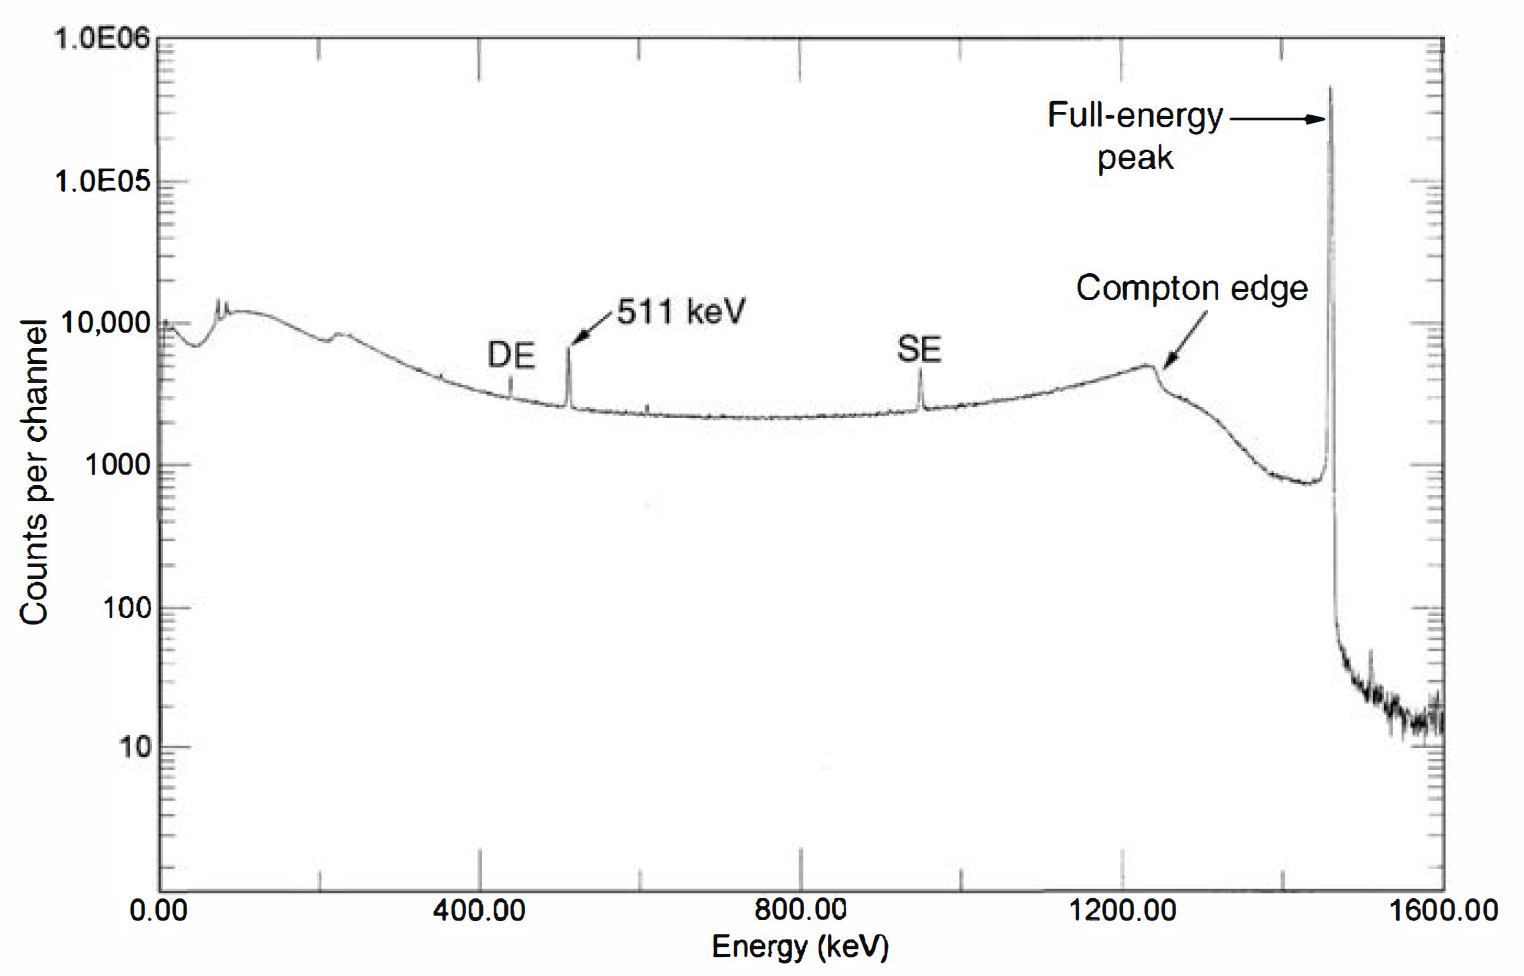 1.0E06
Full-energy
peak
1.0E05
Compton edge
10,000
511 keV
DE
SE
1000
100
10
Counts per channel
0.00
400.00
800.00
1200.00
1600.00
Energy (keV)